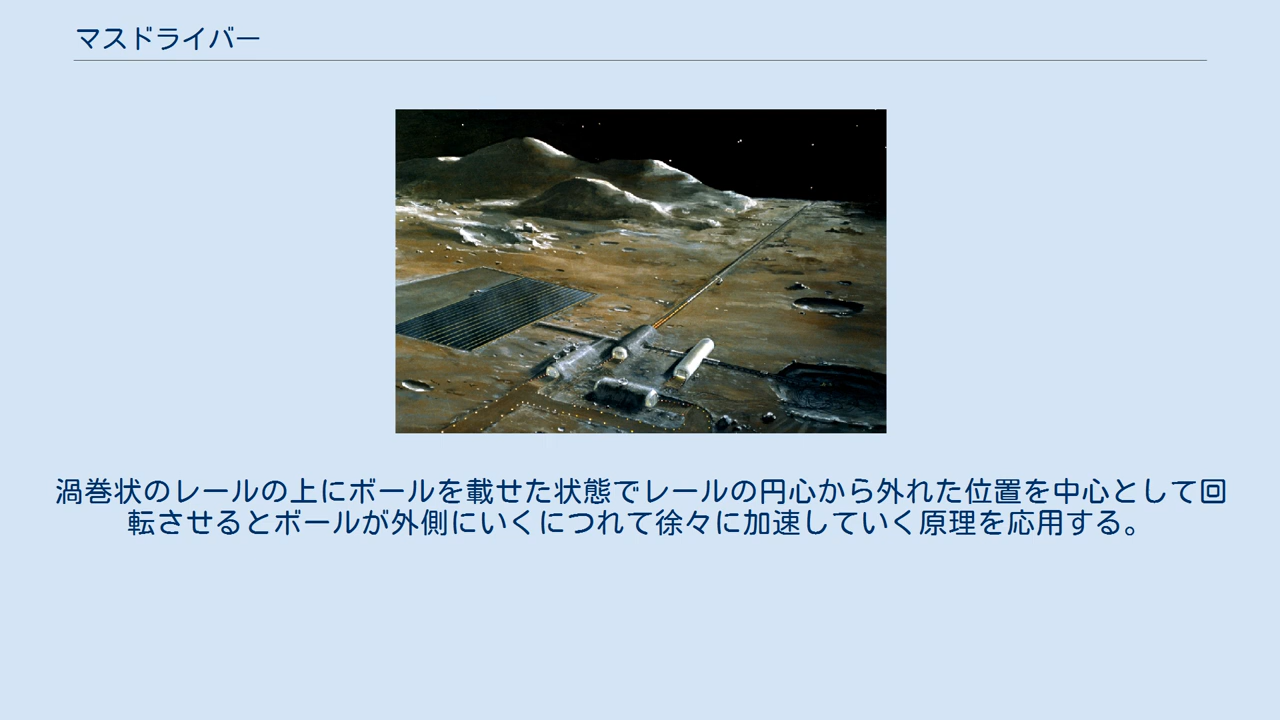 マスドライバー
渦巻状のレールの上にボールを載せた状態でレールの円心から外れた位置を中心として回
転させるとボールが外側にいくにつれて徐々に加速していく原理を応用する。